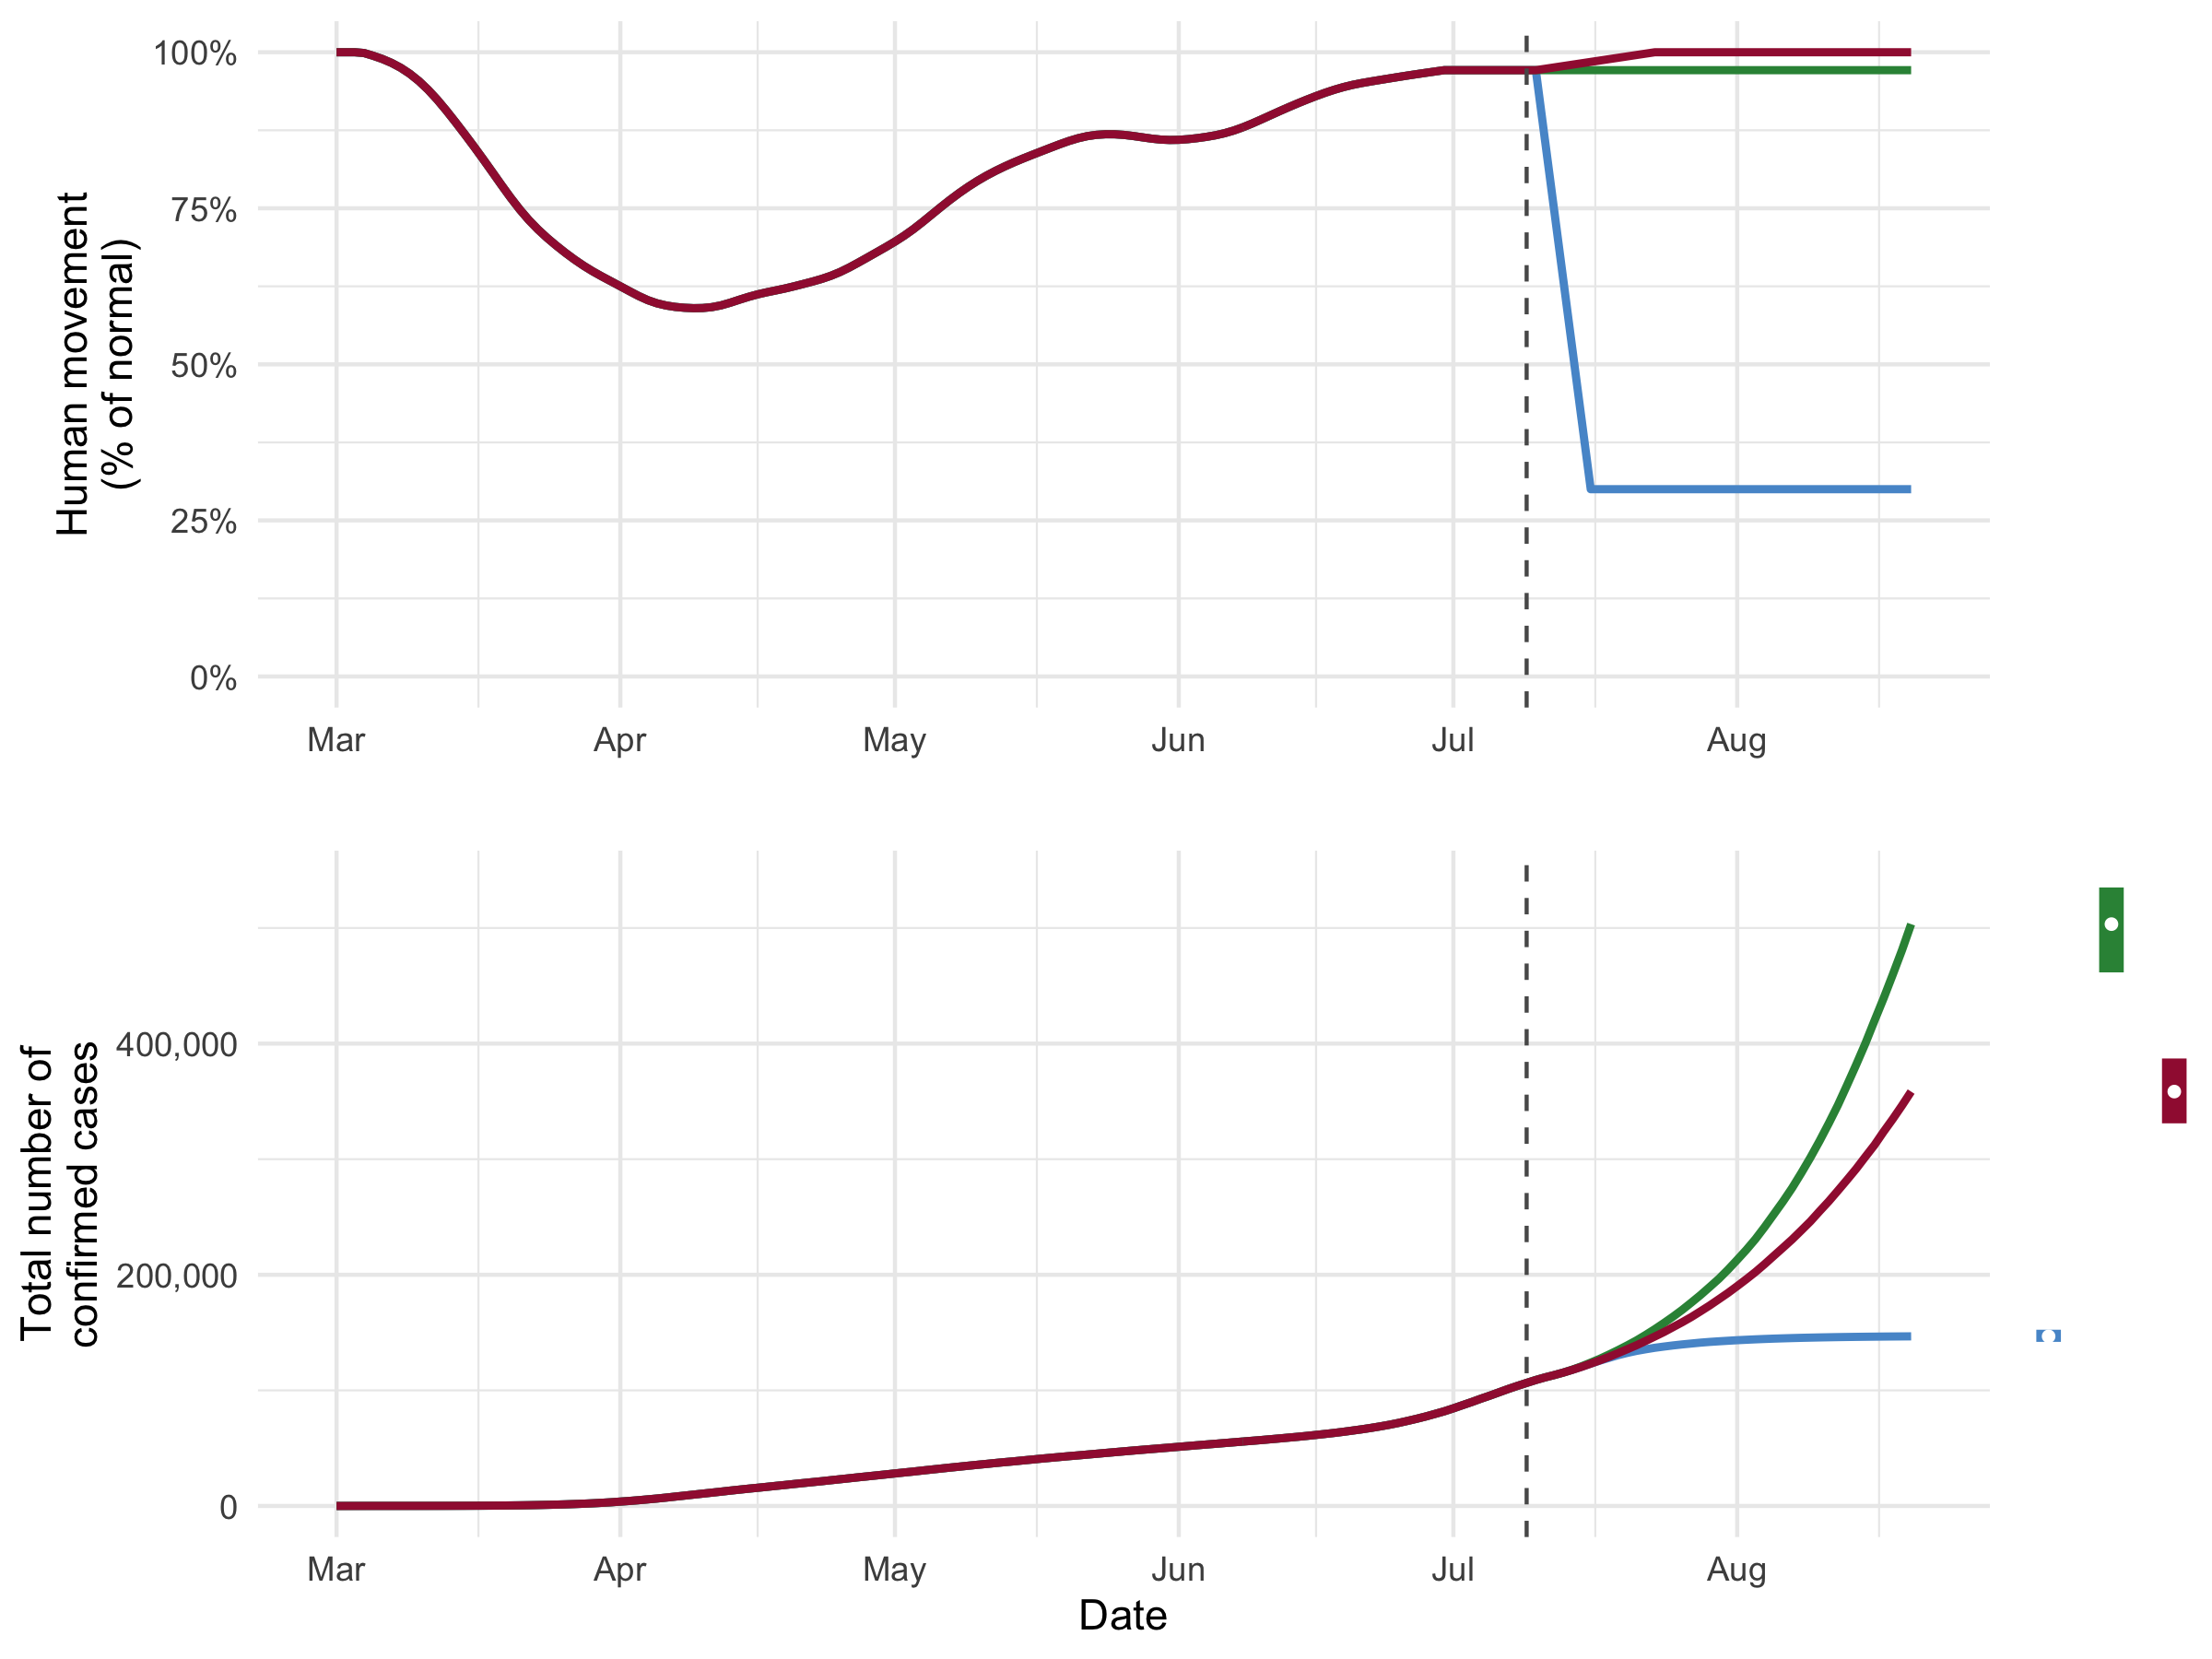 Human movement
(% of normal)
100%
75%
50%
25%
0%
Mar Apr May Jun Jul Aug
Total number of
confirmed cases
400,000
200,000
0
Mar Apr May Jun Jul Aug
Date